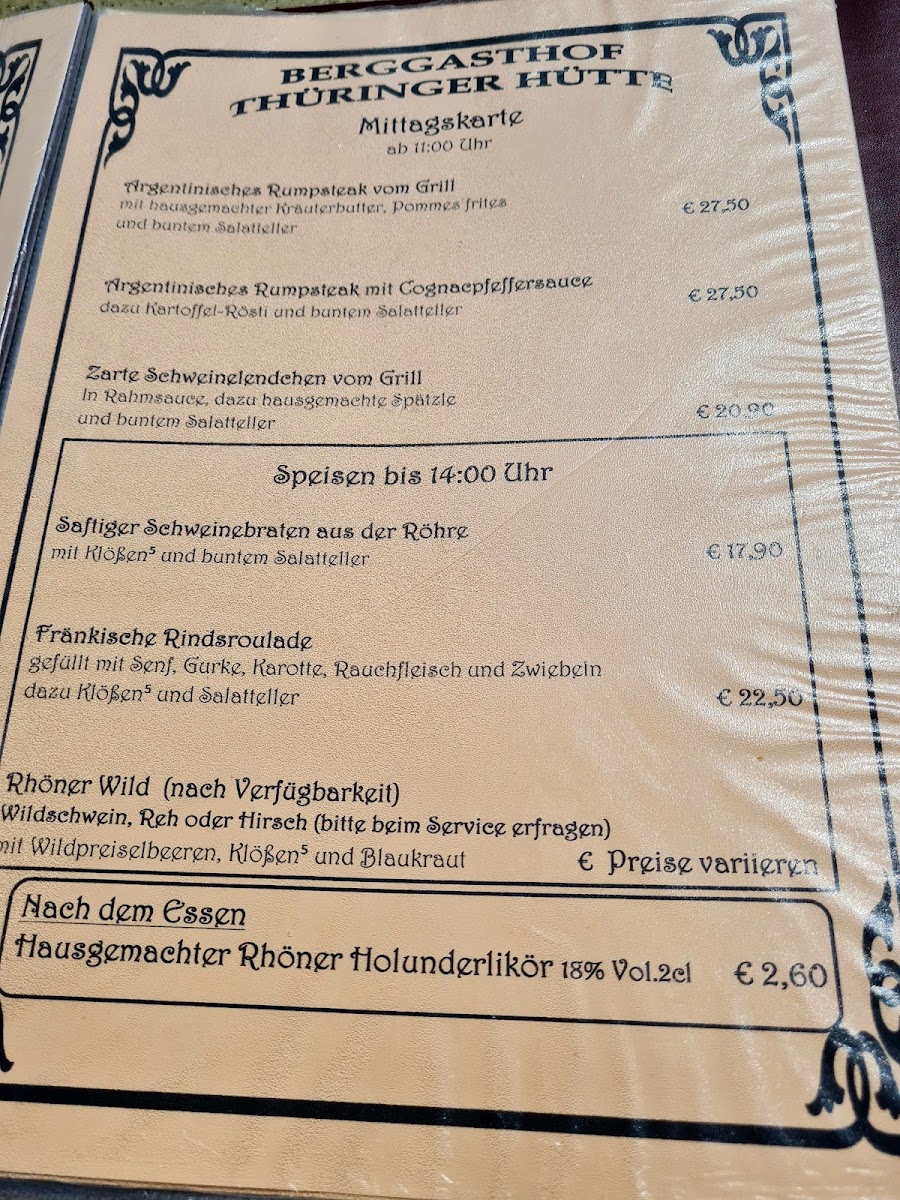 BERGGASTHOF
THÜRINGER HÜTTE
Mittagskarte
ab 11:00 Uhr
Argentinisches Rumpsteak vom Grill
mit hausgemachter Kräuterbutter, Pommes frites
und buntem Salatteller
€ 27,50
Argentinisches Rumpsteak mit Cognacpfeffersauce
dazu Kartoffel-Rösti und buntem Salatteller
€ 27,50
Zarte Schweinelendchen vom Grill
In Rahmsauce, dazu hausgemachte Spätzle
und buntem Salatteller
€ 20,90
Speisen bis 14:00 Uhr
Saftiger Schweinebraten aus der Röhre
mit Klößen⁵ und buntem Salatteller
€ 17,90
Fränkische Rindsroulade
gefüllt mit Senf, Gurke, Karotte, Rauchfleisch und Zwiebeln
dazu Klößen⁵ und Salatteller
€ 22,50
Rhöner Wild (nach Verfügbarkeit)
Wildschwein, Reh oder Hirsch (bitte beim Service erfragen)
mit Wildpreiselbeeren, Klößen⁵ und Blaukraut
€ Preise variieren
Nach dem Essen
Hausgemachter Rhöner Holunderlikör 18% Vol.2cl € 2,60